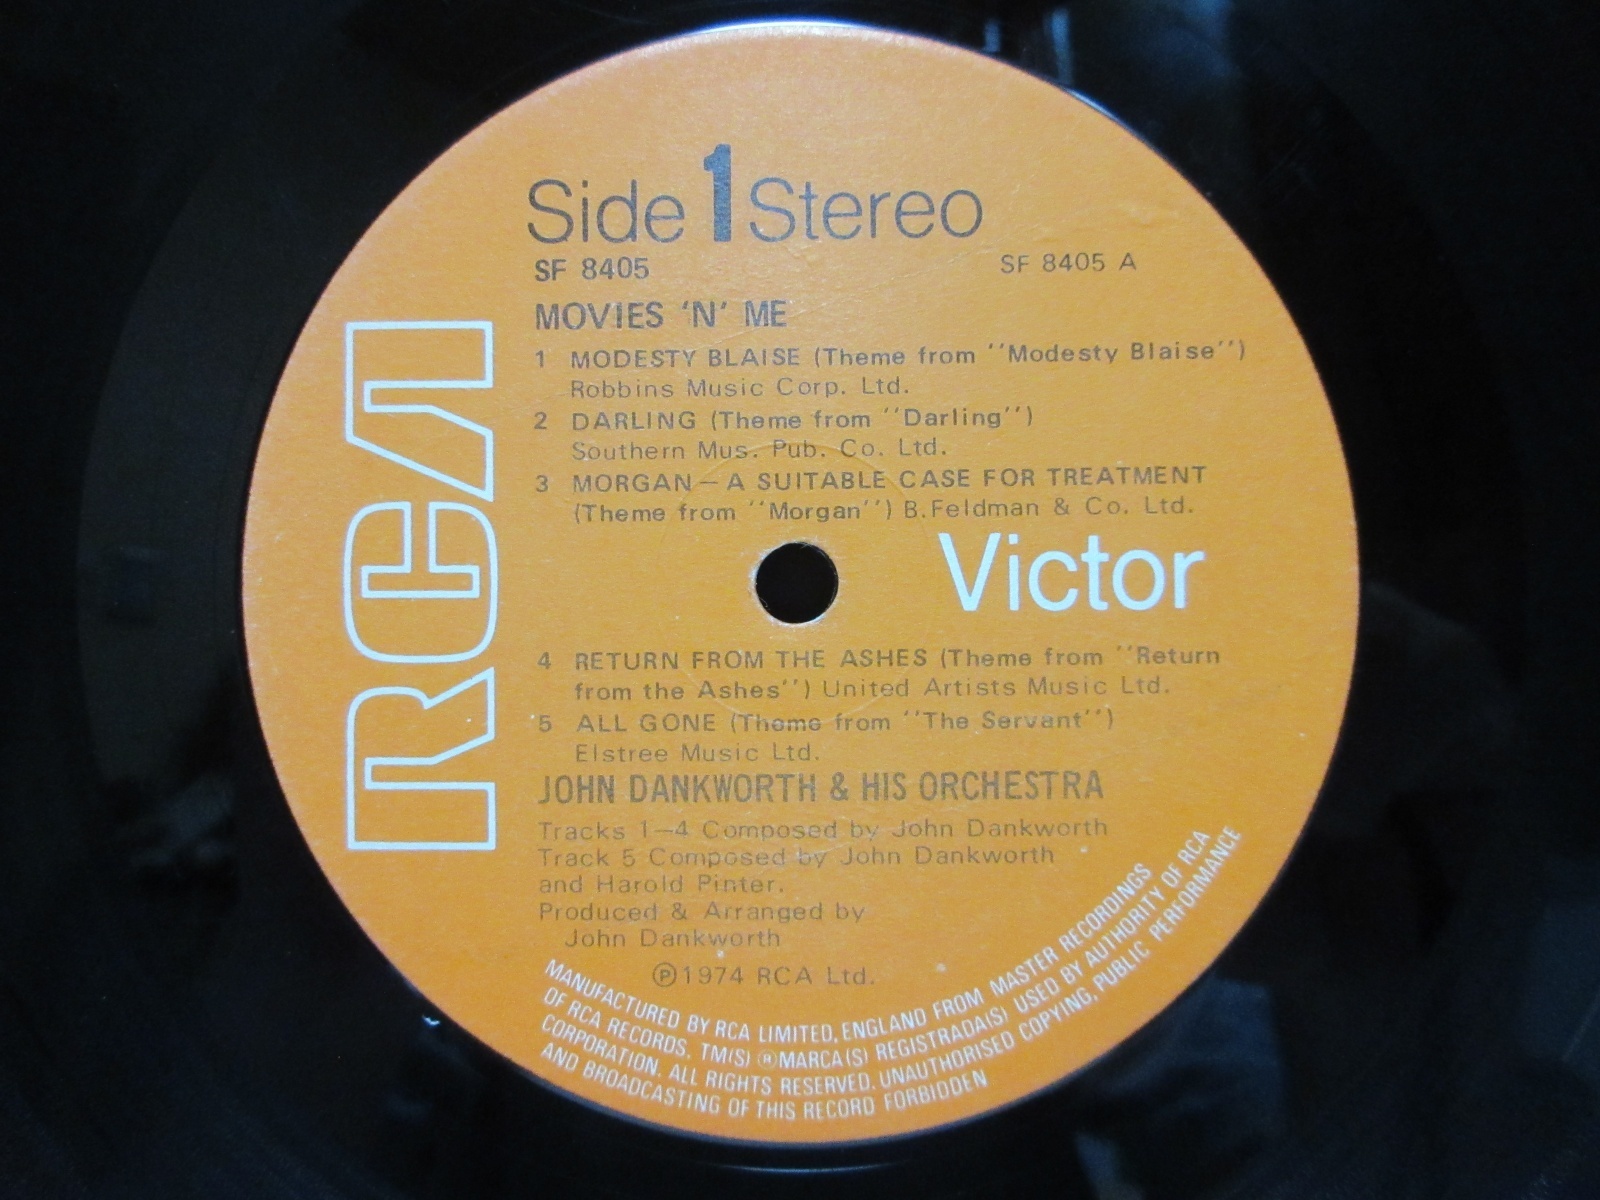 Side 1 Stereo
SF 8405 SF 8405 A
MOVIES 'N' ME
1 MODESTY BLAISE (Theme from ''Modesty Blaise'')
Robbins Music Corp. Ltd.
2 DARLING (Theme from ''Darling'')
Southern Mus. Pub. Co. Ltd.
3 MORGAN—A SUITABLE CASE FOR TREATMENT
(Theme from ''Morgan'') B.Feldman & Co. Ltd.
RCA
Victor
4 RETURN FROM THE ASHES (Theme from ''Return
from the Ashes'') United Artists Music Ltd.
5 ALL GONE (Theme from ''The Servant'')
Elstree Music Ltd.
JOHN DANKWORTH & HIS ORCHESTRA
Tracks 1—4 Composed by John Dankworth
Track 5 Composed by John Dankworth
and Harold Pinter.
Produced & Arranged by
John Dankworth
℗1974 RCA Ltd.
MANUFACTURED BY RCA LIMITED, ENGLAND FROM MASTER RECORDINGS
OF RCA RECORDS. TM(S) ® MARCA(S) REGISTRADA(S) USED BY AUTHORITY OF RCA
CORPORATION. ALL RIGHTS RESERVED. UNAUTHORISED COPYING, PUBLIC PERFORMANCE
AND BROADCASTING OF THIS RECORD FORBIDDEN